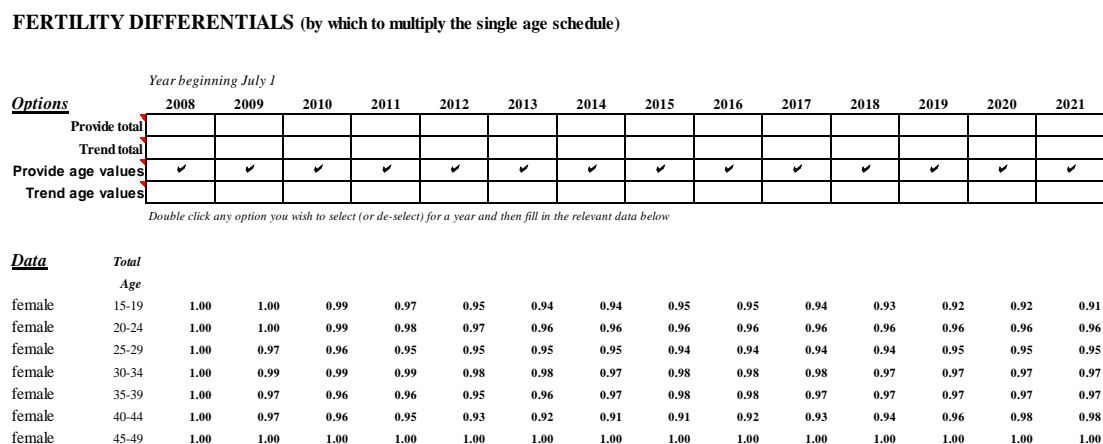 FERTILITY DIFFERENTIALS (by which to multiply the single age schedule)
Year beginning July 1
Options 2008 2009 2010 2011 2012 2013 2014 2015 2016 2017 2018 2019 2020 2021
Provide total
Trend total
Provide age values ✔ ✔ ✔ ✔ ✔ ✔ ✔ ✔ ✔ ✔ ✔ ✔ ✔ ✔
Trend age values
Double click any option you wish to select (or de-select) for a year and then fill in the relevant data below
Data Total
Age
female 15-19 1.00 1.00 0.99 0.97 0.95 0.94 0.94 0.95 0.95 0.94 0.93 0.92 0.92 0.91
female 20-24 1.00 1.00 0.99 0.98 0.97 0.96 0.96 0.96 0.96 0.96 0.96 0.96 0.96 0.96
female 25-29 1.00 0.97 0.96 0.95 0.95 0.95 0.95 0.94 0.94 0.94 0.94 0.95 0.95 0.95
female 30-34 1.00 0.99 0.99 0.99 0.98 0.98 0.97 0.98 0.98 0.98 0.97 0.97 0.97 0.97
female 35-39 1.00 0.97 0.96 0.96 0.95 0.96 0.97 0.98 0.98 0.97 0.97 0.97 0.97 0.97
female 40-44 1.00 0.97 0.96 0.95 0.93 0.92 0.91 0.91 0.92 0.93 0.94 0.96 0.98 0.98
female 45-49 1.00 1.00 1.00 1.00 1.00 1.00 1.00 1.00 1.00 1.00 1.00 1.00 1.00 1.00